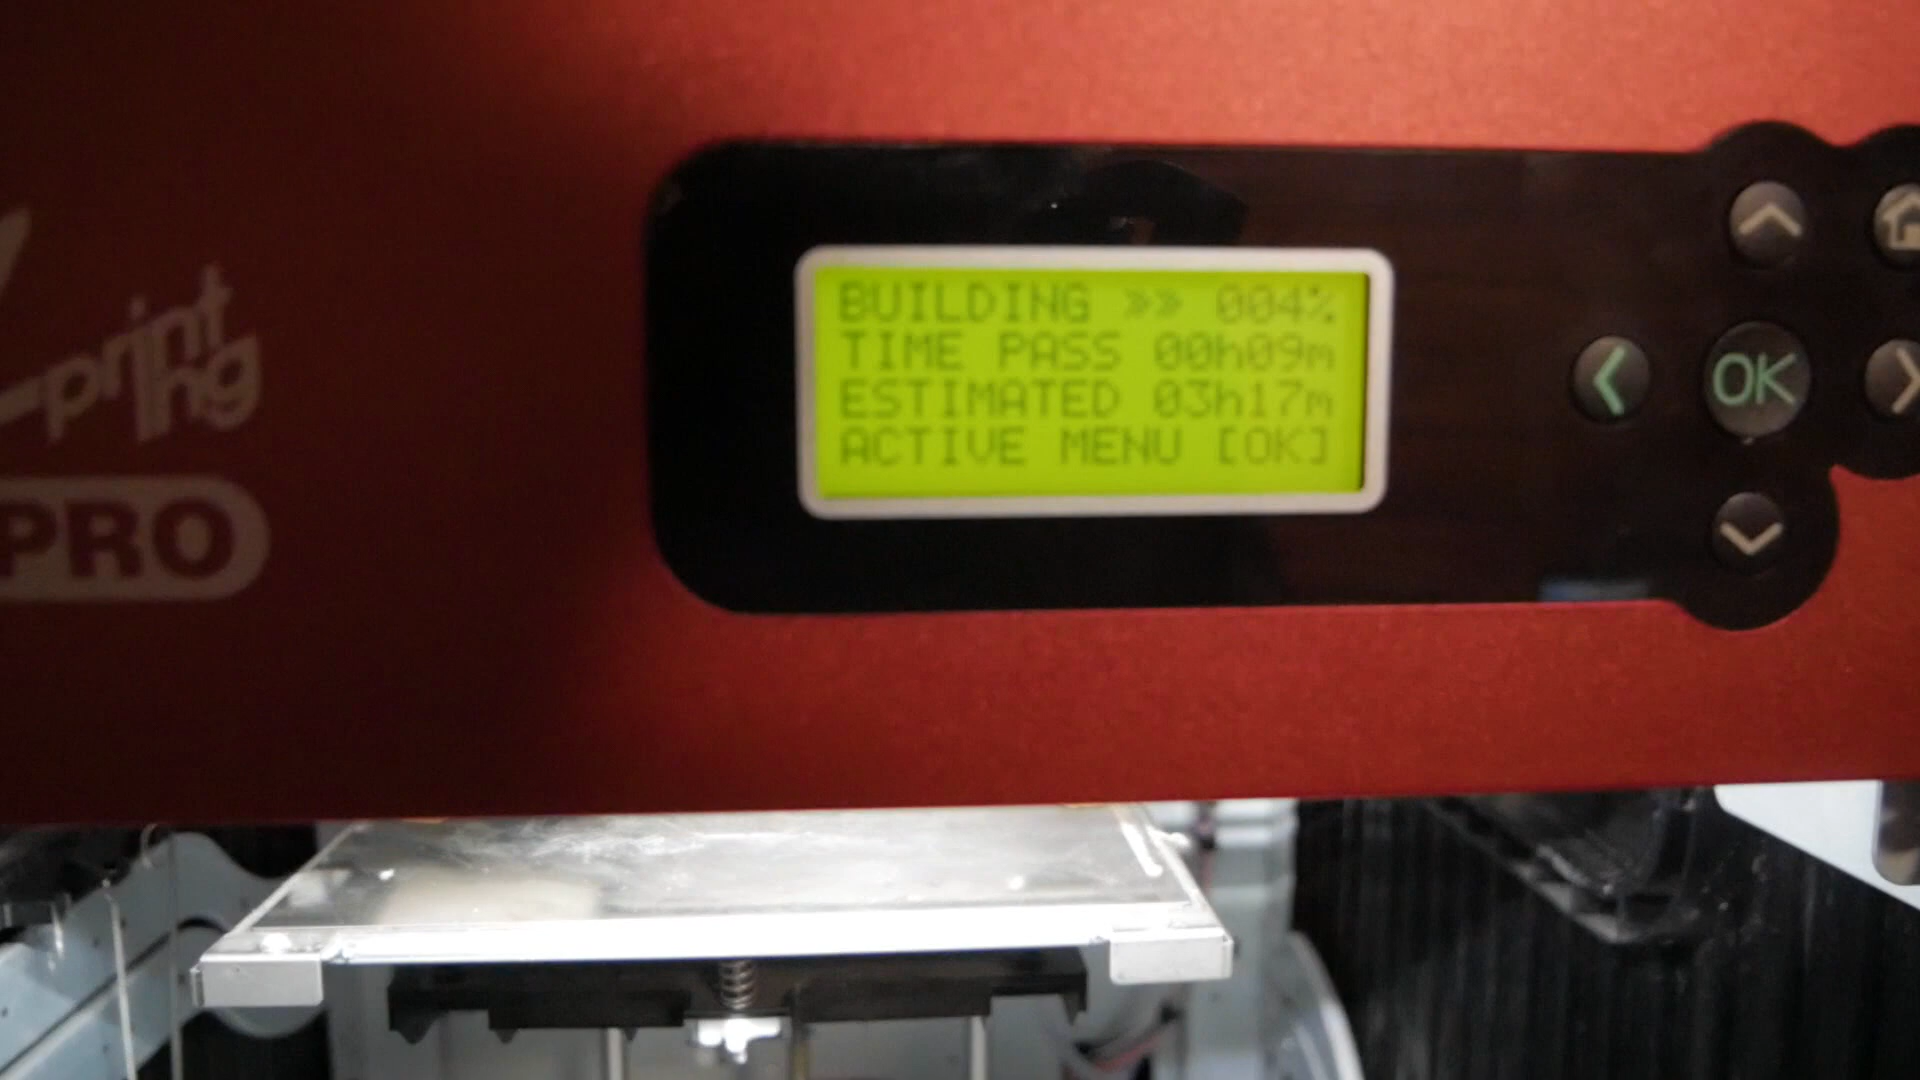 BUILDING >> 004%
TIME PASS 00h09m
ESTIMATED 03h17m
ACTIVE MENU [OK]
OK
printing
PRO